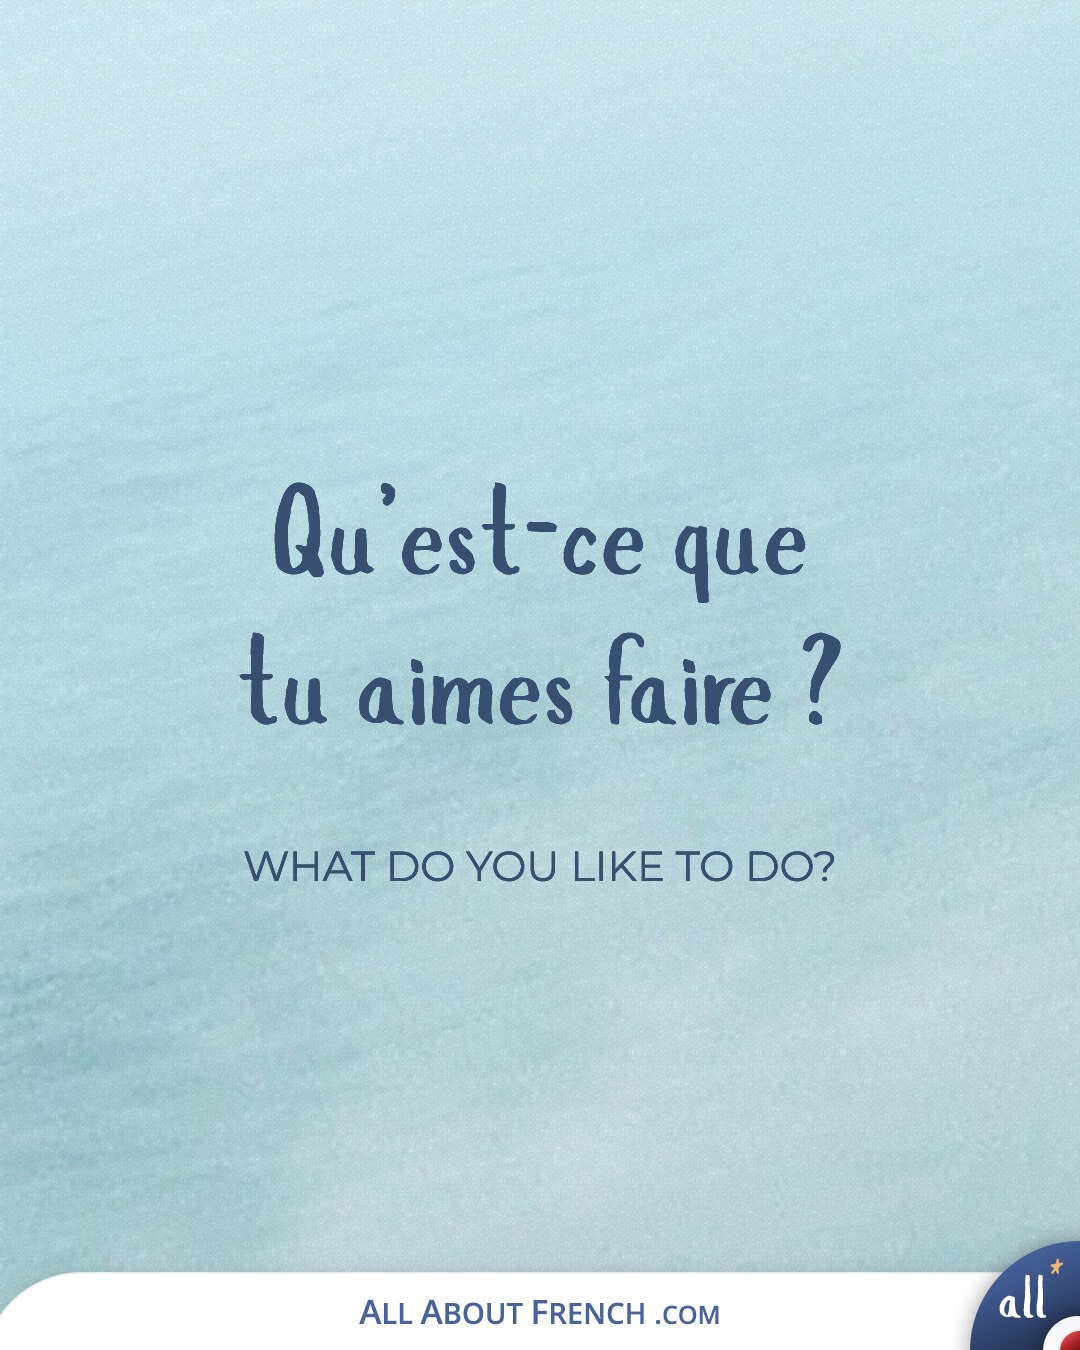 Qu'est-ce que
tu aimes faire ?
WHAT DO YOU LIKE TO DO?
ALL ABOUT FRENCH .COM
all